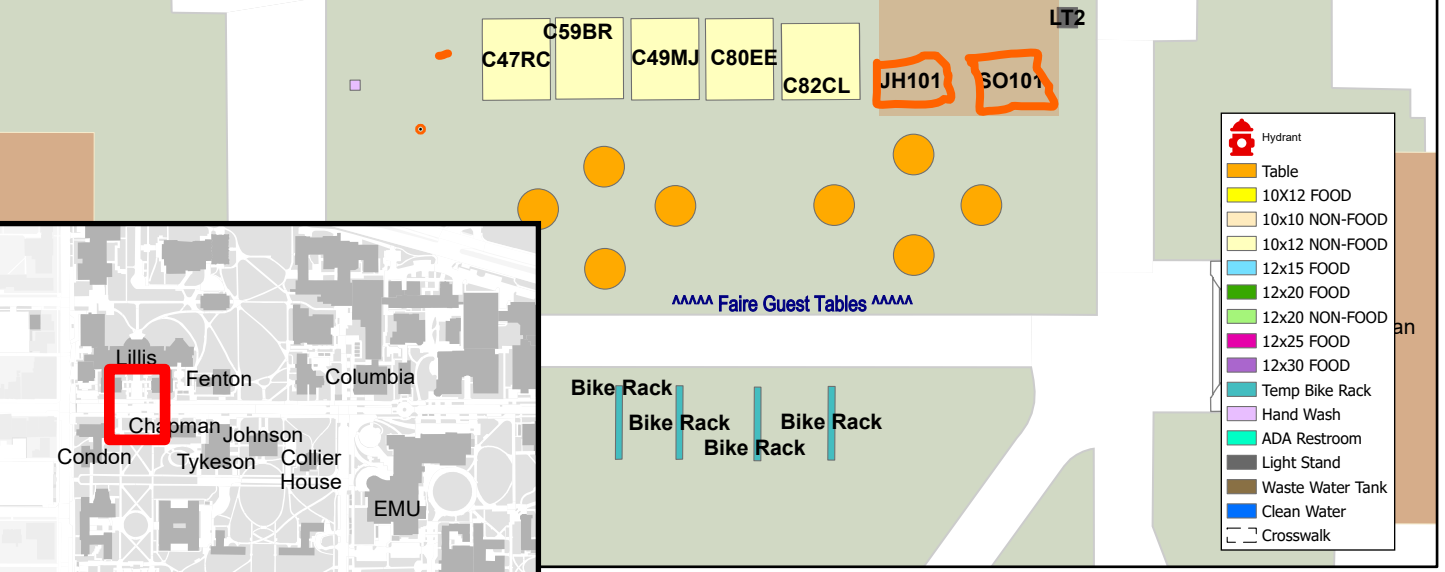 LT2
C59BR
C47RC
C49MJ
C80EE
C82CL
JH101
SO101
^^^^^ Faire Guest Tables ^^^^^
Bike Rack
Bike Rack
Bike Rack
Bike Rack
Hydrant
Table
10X12 FOOD
10x10 NON-FOOD
10x12 NON-FOOD
12x15 FOOD
12x20 FOOD
12x20 NON-FOOD
12x25 FOOD
12x30 FOOD
Temp Bike Rack
Hand Wash
ADA Restroom
Light Stand
Waste Water Tank
Clean Water
Crosswalk
an
Lillis
Fenton
Columbia
Chapman
Johnson
Condon
Tykeson
Collier
House
EMU